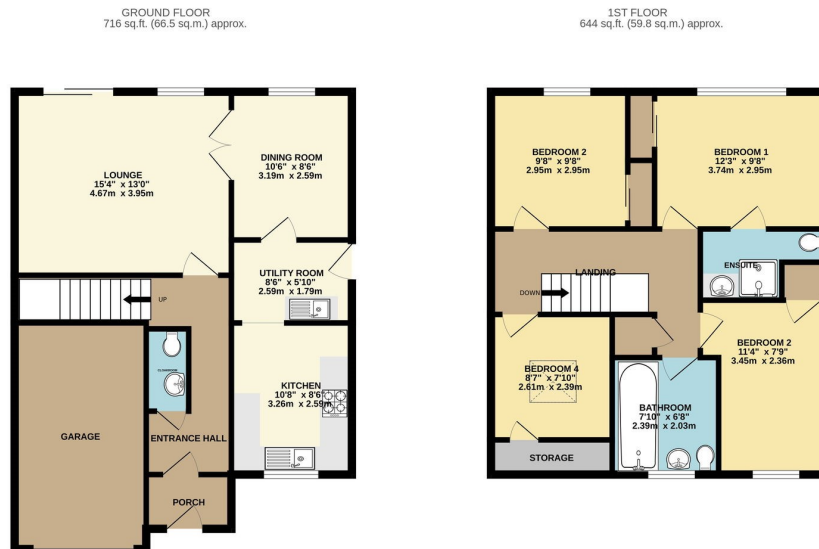 GROUND FLOOR
716 sq.ft. (66.5 sq.m.) approx.
LOUNGE
15'4" x 13'0"
4.67m x 3.95m
DINING ROOM
10'6" x 8'6"
3.19m x 2.59m
UTILITY ROOM
8'6" x 5'10"
2.59m x 1.79m
UP
CLOAKROOM
KITCHEN
10'8" x 8'6"
3.26m x 2.59m
GARAGE
ENTRANCE HALL
PORCH
1ST FLOOR
644 sq.ft. (59.8 sq.m.) approx.
BEDROOM 2
9'8" x 9'8"
2.95m x 2.95m
BEDROOM 1
12'3" x 9'8"
3.74m x 2.95m
LANDING
ENSUITE
DOWN
BEDROOM 4
8'7" x 7'10"
2.61m x 2.39m
BEDROOM 2
11'4" x 7'9"
3.45m x 2.36m
BATHROOM
7'10" x 6'8"
2.39m x 2.03m
STORAGE